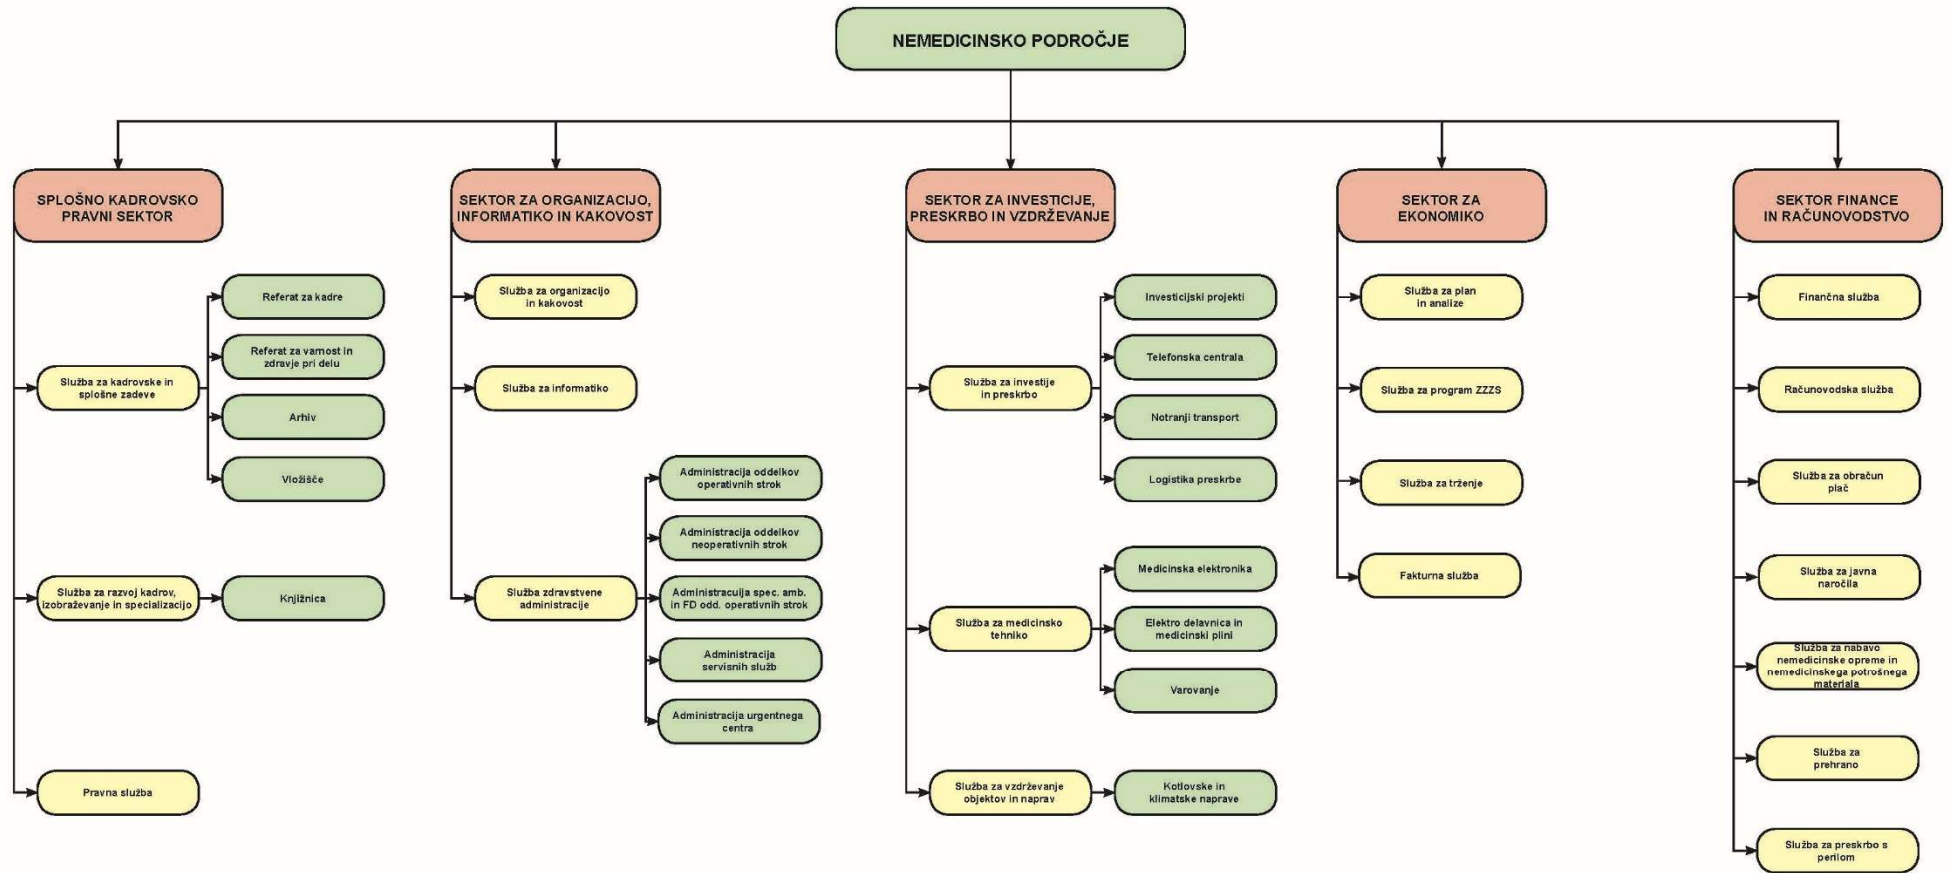 NEMEDICINSKO PODROČJE
SPLOŠNO KADROVSKO
PRAVNI SEKTOR
Služba za kadrovske in
splošne zadeve
Referat za kadre
Referat za varnost in
zdravje pri delu
Arhiv
Vložišče
Služba za razvoj kadrov,
izobraževanje in specializacijo
Knjižnica
Pravna služba
SEKTOR ZA ORGANIZACIJO,
INFORMATIKO IN KAKOVOST
Služba za organizacijo
in kakovost
Služba za informatiko
Služba zdravstvene
administracije
Administracija oddelkov
operativnih strok
Administracija oddelkov
neoperativnih strok
Administracuija spec. amb.
in FD odd. operativnih strok
Administracija
servisnih služb
Administracija urgentnega
centra
SEKTOR ZA INVESTICIJE,
PRESKRBO IN VZDRŽEVANJE
Služba za investije
in preskrbo
Investicijski projekti
Telefonska centrala
Notranji transport
Logistika preskrbe
Služba za medicinsko
tehniko
Medicinska elektronika
Elektro delavnica in
medicinski plini
Varovanje
Služba za vzdrževanje
objektov in naprav
Kotlovske in
klimatske naprave
SEKTOR ZA
EKONOMIKO
Služba za plan
in analize
Služba za program ZZZS
Služba za trženje
Fakturna služba
SEKTOR FINANCE
IN RAČUNOVODSTVO
Finančna služba
Računovodska služba
Služba za obračun
plač
Služba za javna
naročila
Služba za nabavo
nemedicinske opreme in
nemedicinskega potrošnega
materiala
Služba za
prehrano
Služba za preskrbo s
perilom